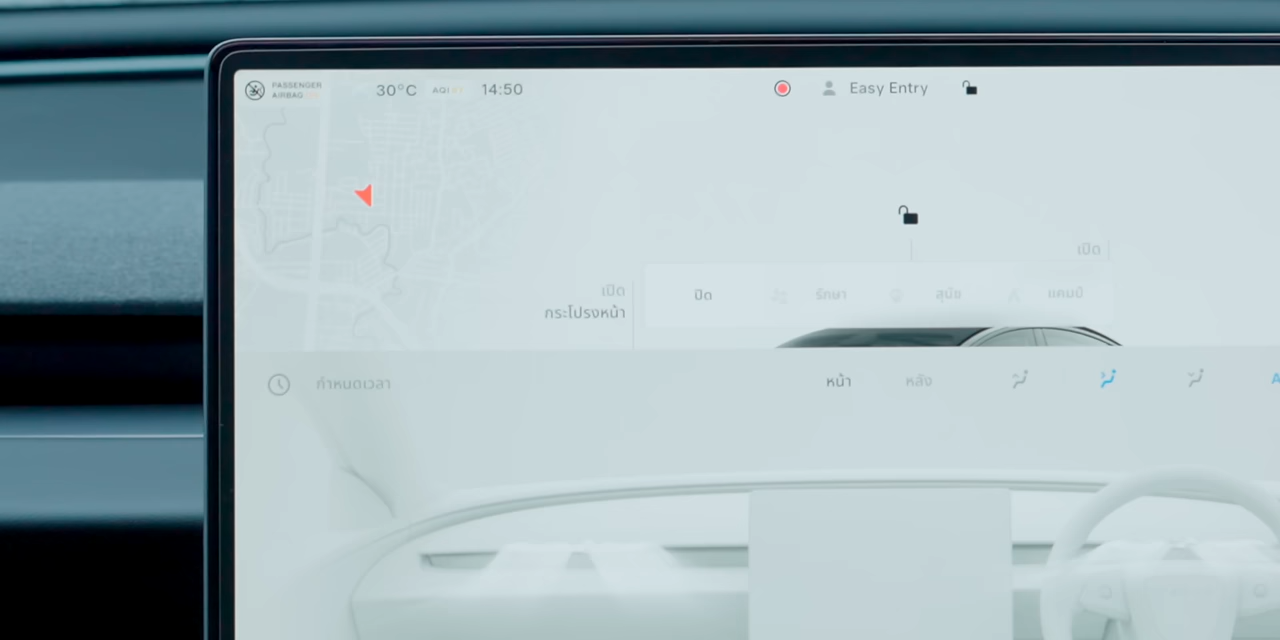 PASSENGER
AIRBAG
30°C AQI 14:50 Easy Entry
เปิด
เปิด
กระโปรงหน้า
ปิด รักษา สุนัข แคมป์
กำหนดเวลา หน้า หลัง A